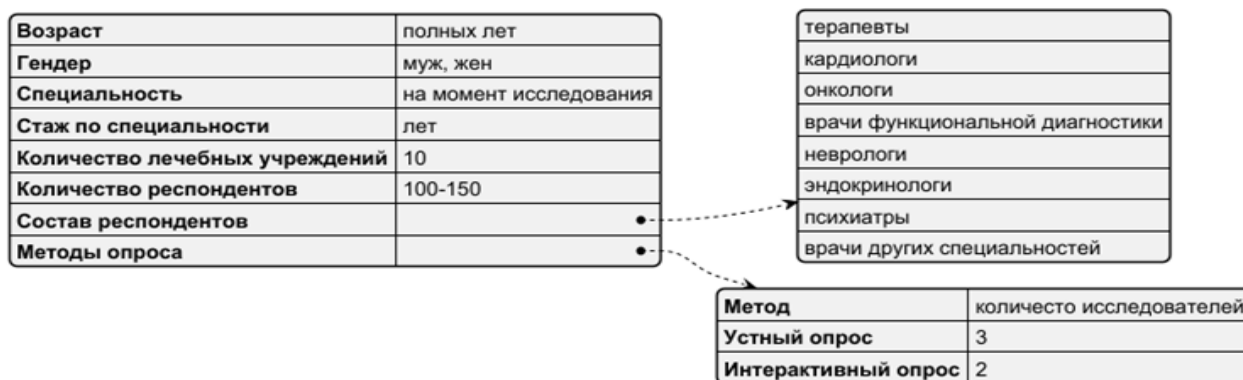 Возраст полных лет
Гендер муж, жен
Специальность на момент исследования
Стаж по специальности лет
Количество лечебных учреждений 10
Количество респондентов 100-150
Состав респондентов
Методы опроса
терапевты
кардиологи
онкологи
врачи функциональной диагностики
неврологи
эндокринологи
психиатры
врачи других специальностей
Метод количесто исследователей
Устный опрос 3
Интерактивный опрос 2